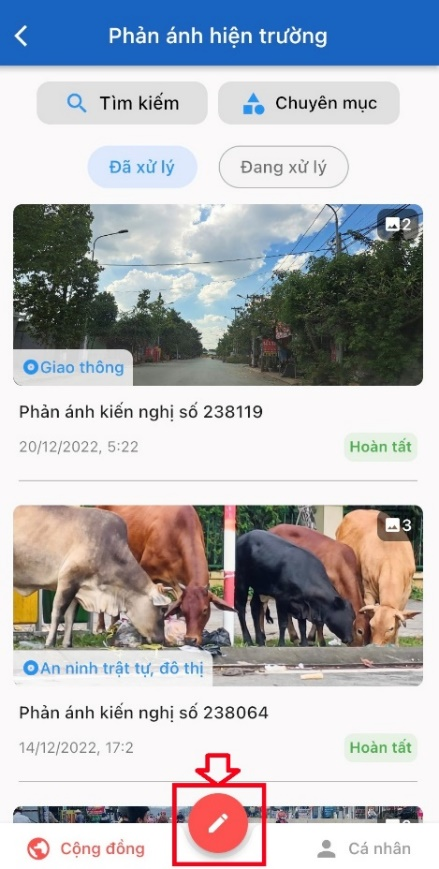 Phản ánh hiện trường
Tìm kiếm
Chuyên mục
Đã xử lý
Đang xử lý
2
Giao thông
Phản ánh kiến nghị số 238119
20/12/2022, 5:22
Hoàn tất
3
An ninh trật tự, đô thị
Phản ánh kiến nghị số 238064
14/12/2022, 17:2
Hoàn tất
Cộng đồng
Cá nhân